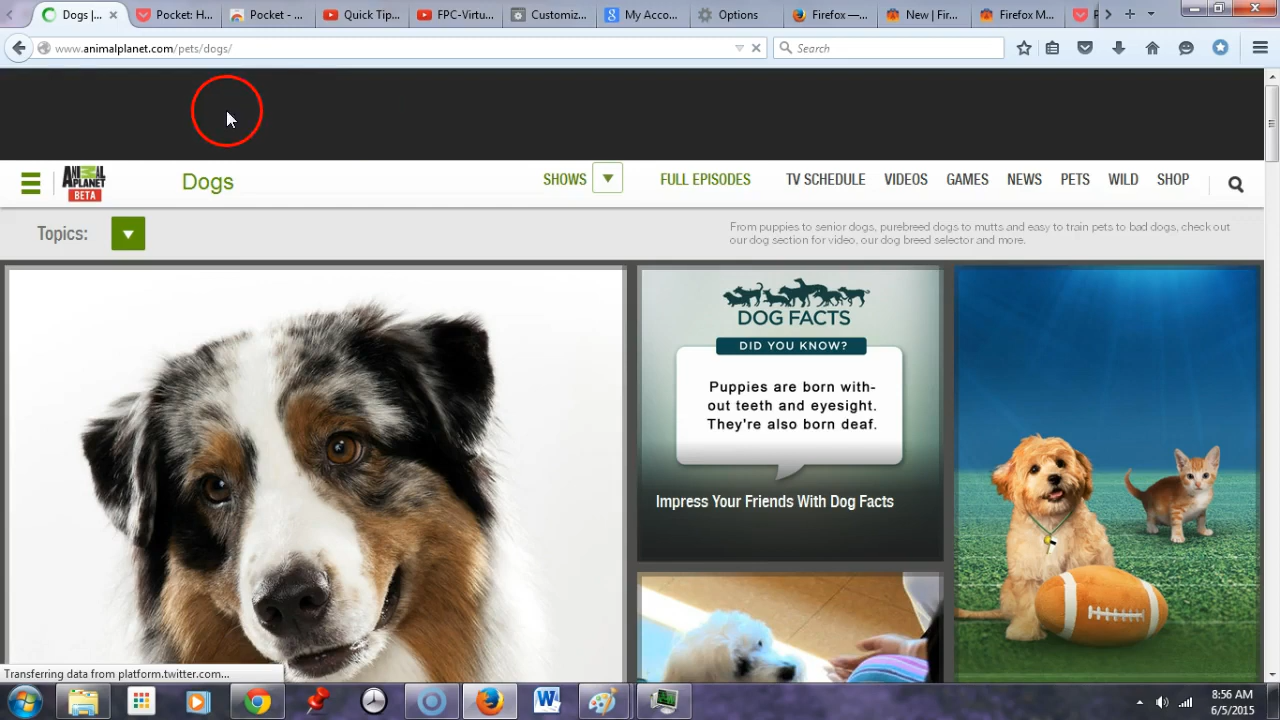 Dogs |
Pocket: H...
Pocket - ...
Quick Tip...
FPC-Virtu...
Customiz...
My Acco...
Options
Firefox —...
New | Fir...
Firefox M...
www.animalplanet.com/pets/dogs/
Search
ANIMAL
PLANET
BETA
Dogs
SHOWS
FULL EPISODES
TV SCHEDULE
VIDEOS
GAMES
NEWS
PETS
WILD
SHOP
Topics:
From puppies to senior dogs, purebreed dogs to mutts and easy to train pets to bad dogs, check out
our dog section for video, our dog breed selector and more.
DOG FACTS
DID YOU KNOW?
Puppies are born with-
out teeth and eyesight.
They're also born deaf.
Impress Your Friends With Dog Facts
Transferring data from platform.twitter.com...
8:56 AM
6/5/2015